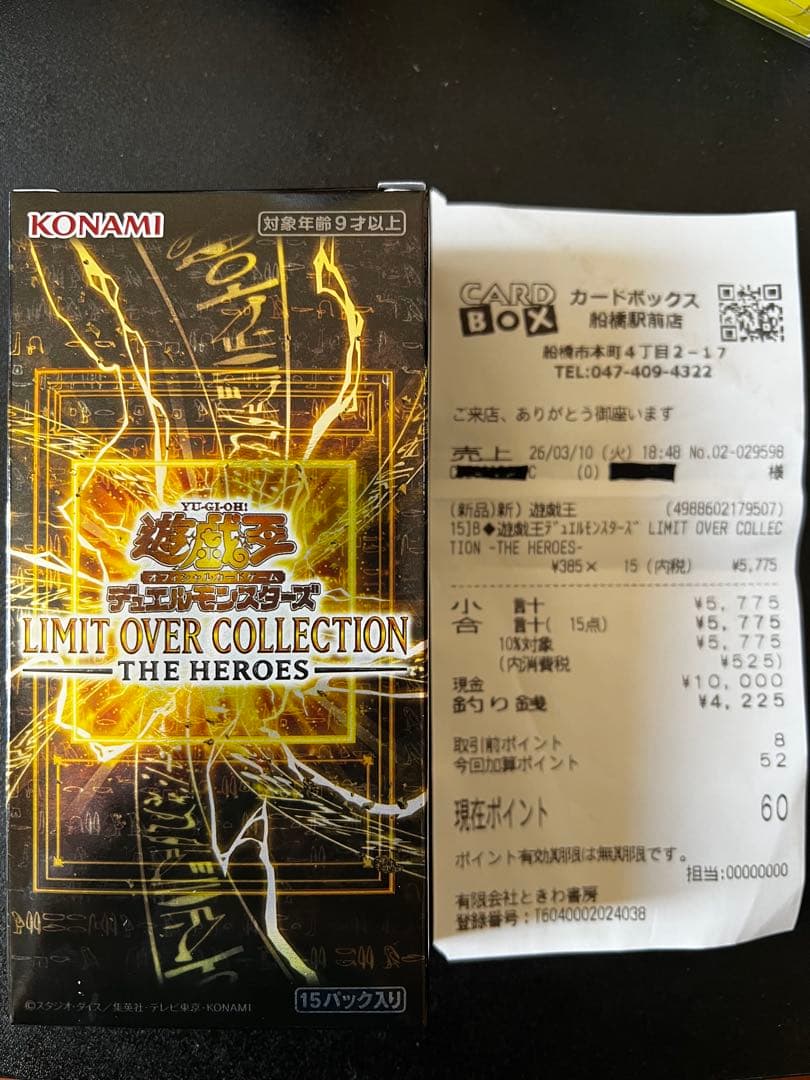 KONAMI
対象年齢9才以上
YU-GI-OH!
遊戯王
オフィシャルカードゲーム
デュエルモンスターズ
LIMIT OVER COLLECTION
THE HEROES
©スタジオ・ダイス/集英社・テレビ東京・KONAMI
15パック入り
CARD BOX
カードボックス
船橋駅前店
船橋市本町4丁目2-17
TEL:047-409-4322
ご来店、ありがとう御座います
売上 26/03/10 (火) 18:48 No.02-029598
C C (0) 様
(新品)新) 遊戯王 (4988602179507)
15]B◆遊戯王デュエルモンスターズ LIMIT OVER COLLEC
TION -THE HEROES-
¥385× 15 (内税) ¥5,775
小計 ¥5,775
合計( 15点) ¥5,775
10%対象 ¥5,775
(内消費税 ¥525)
現金 ¥10,000
釣り銭 ¥4,225
取引前ポイント 8
今回加算ポイント 52
現在ポイント 60
ポイント有効期限は無期限です。
担当:00000000
有限会社ときわ書房
登録番号:T6040002024038